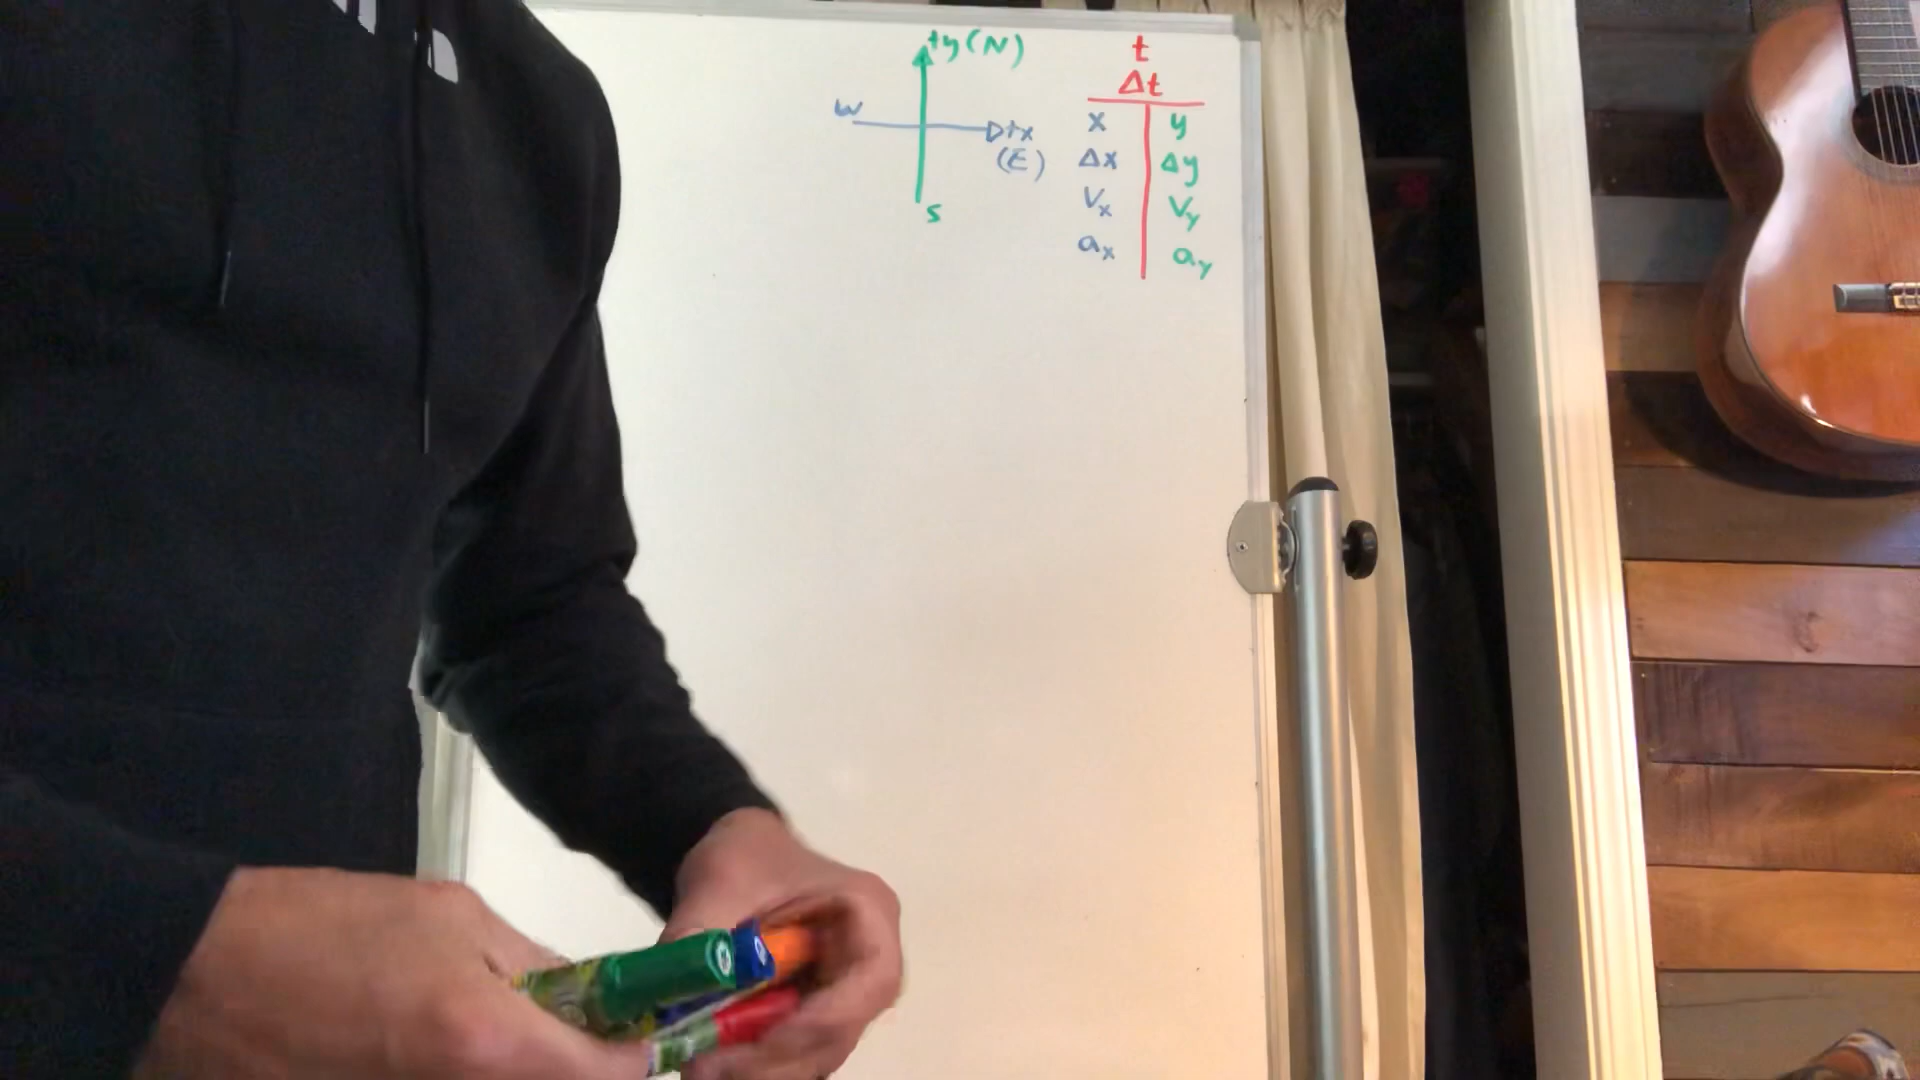 +y (N)
W
+x
(E)
S
t
Δt
x y
Δx Δy
Vx Vy
ax ay